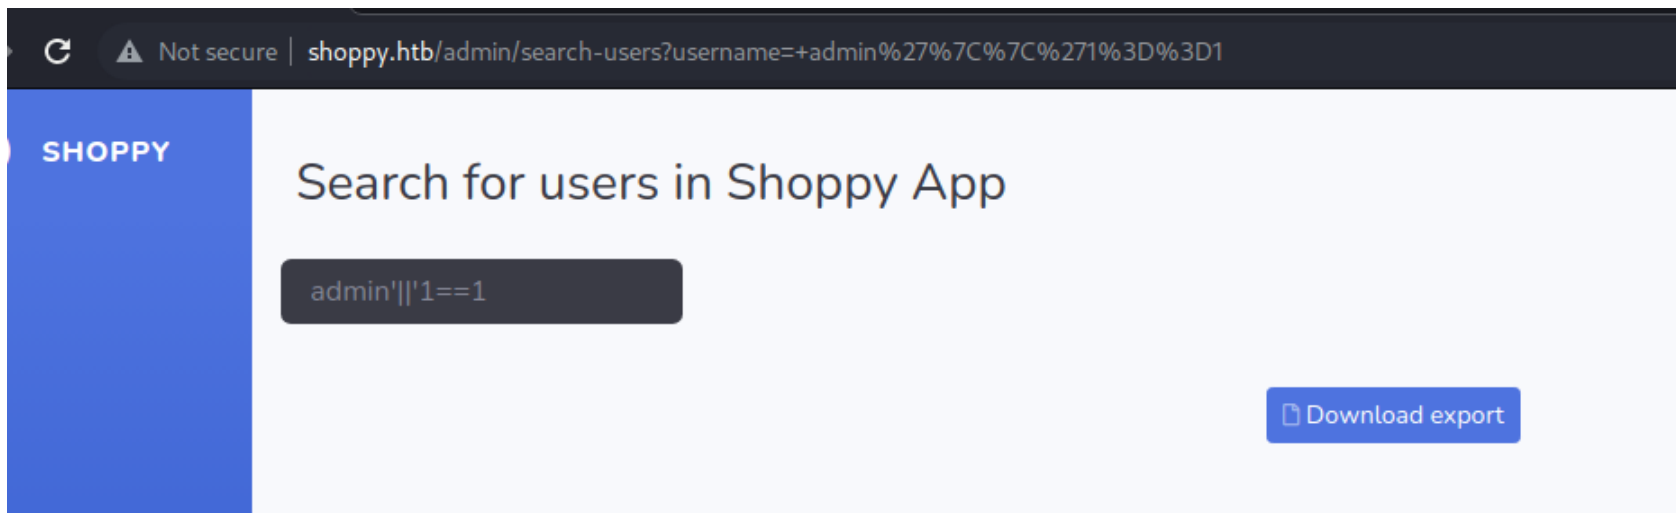 Not secure shoppy.htb/admin/search-users?username=+admin%27%7C%7C%271%3D%3D1
SHOPPY
Search for users in Shoppy App
admin'||'1==1
Download export